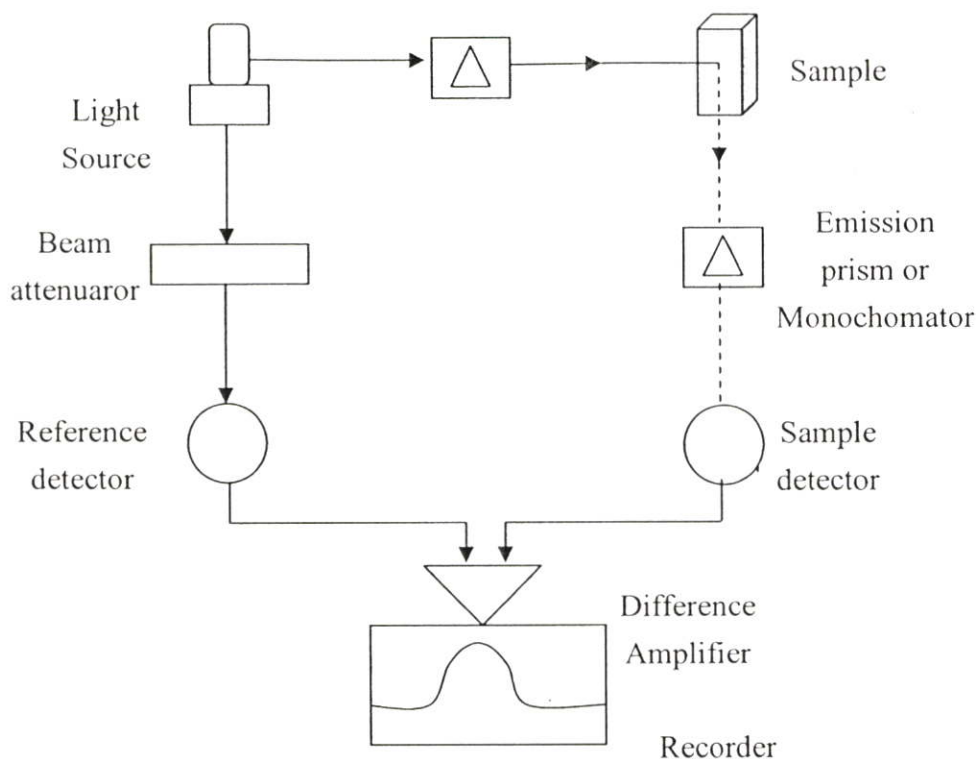 Light
Source
Sample
Beam
attenuaror
Emission
prism or
Monochomator
Reference
detector
Sample
detector
Difference
Amplifier
Recorder